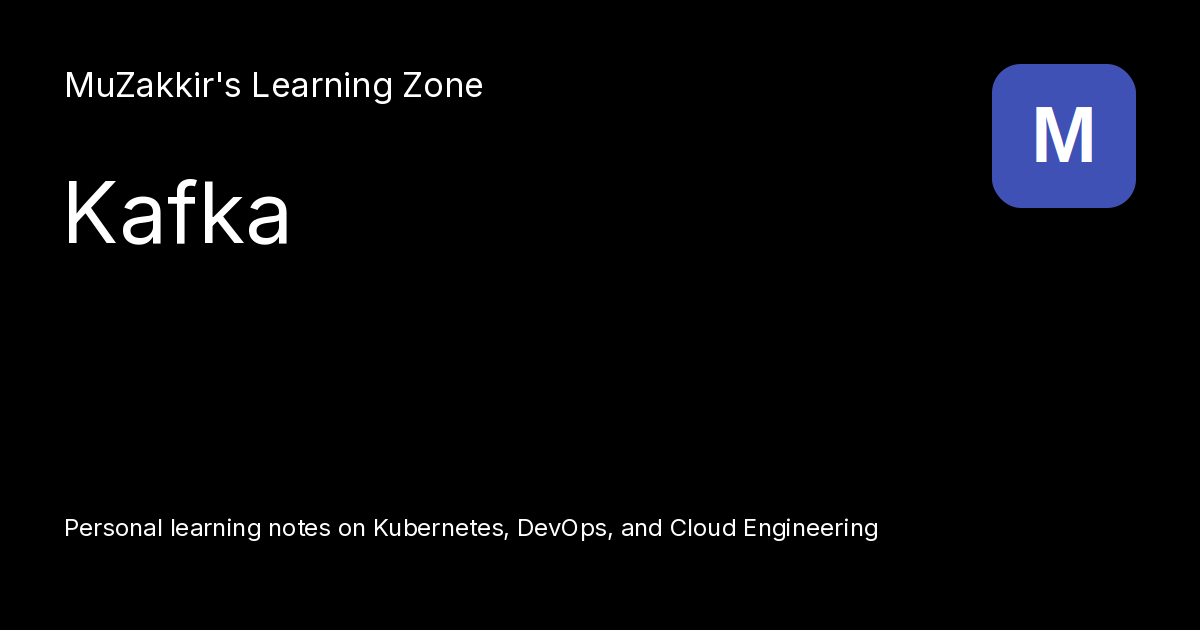 MuZakkir's Learning Zone
M
Kafka
Personal learning notes on Kubernetes, DevOps, and Cloud Engineering